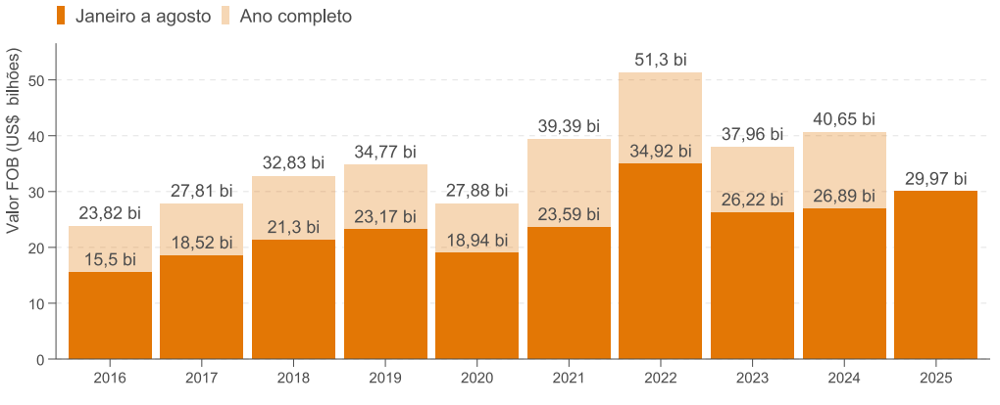 Janeiro a agosto Ano completo
Valor FOB (US$ bilhões)
50
40
30
20
10
0
23,82 bi
15,5 bi
27,81 bi
18,52 bi
32,83 bi
21,3 bi
34,77 bi
23,17 bi
27,88 bi
18,94 bi
39,39 bi
23,59 bi
51,3 bi
34,92 bi
37,96 bi
26,22 bi
40,65 bi
26,89 bi
29,97 bi
2016 2017 2018 2019 2020 2021 2022 2023 2024 2025